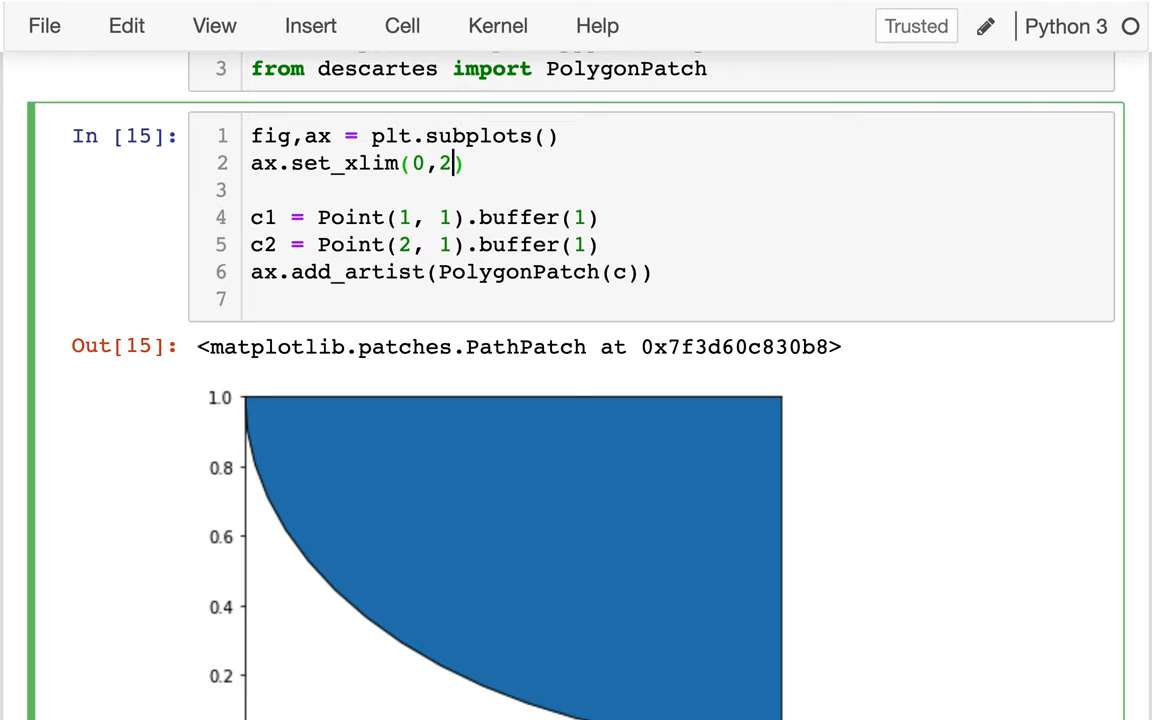 File Edit View Insert Cell Kernel Help Trusted Python 3
3 from descartes import PolygonPatch
In [15]:
1 fig,ax = plt.subplots()
2 ax.set_xlim(0,2)
3
4 c1 = Point(1, 1).buffer(1)
5 c2 = Point(2, 1).buffer(1)
6 ax.add_artist(PolygonPatch(c))
7
Out[15]: <matplotlib.patches.PathPatch at 0x7f3d60c830b8>
1.0
0.8
0.6
0.4
0.2